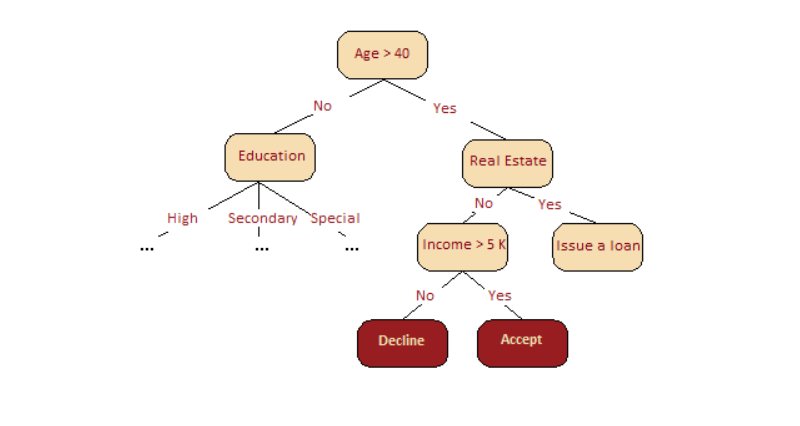 Age > 40
No
Yes
Education
Real Estate
High
Secondary
Special
No
Yes
...
...
...
Income > 5 K
Issue a loan
No
Yes
Decline
Accept